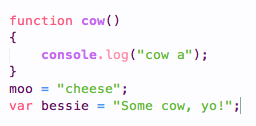 function cow()
{
    console.log("cow a");
}
moo = "cheese";
var bessie = "Some cow, yo!";